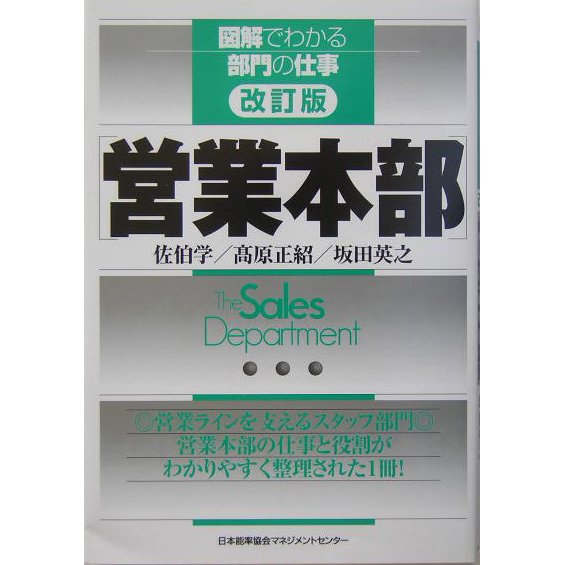 図解でわかる
部門の仕事
改訂版
[営業本部]
佐伯学/髙原正紹/坂田英之
The Sales
Department
◎営業ラインを支えるスタッフ部門◎
営業本部の仕事と役割が
わかりやすく整理された1冊!
日本能率協会マネジメントセンター